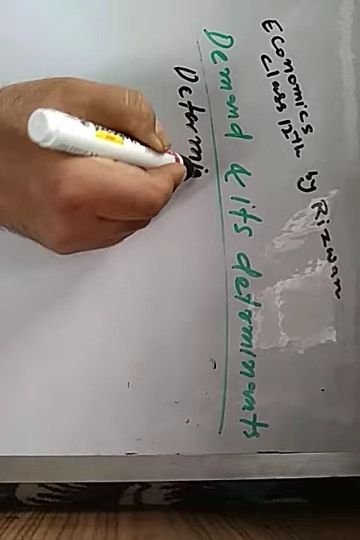 Economics by Rizwan
Class 12th
Demand & its determinants
Determi